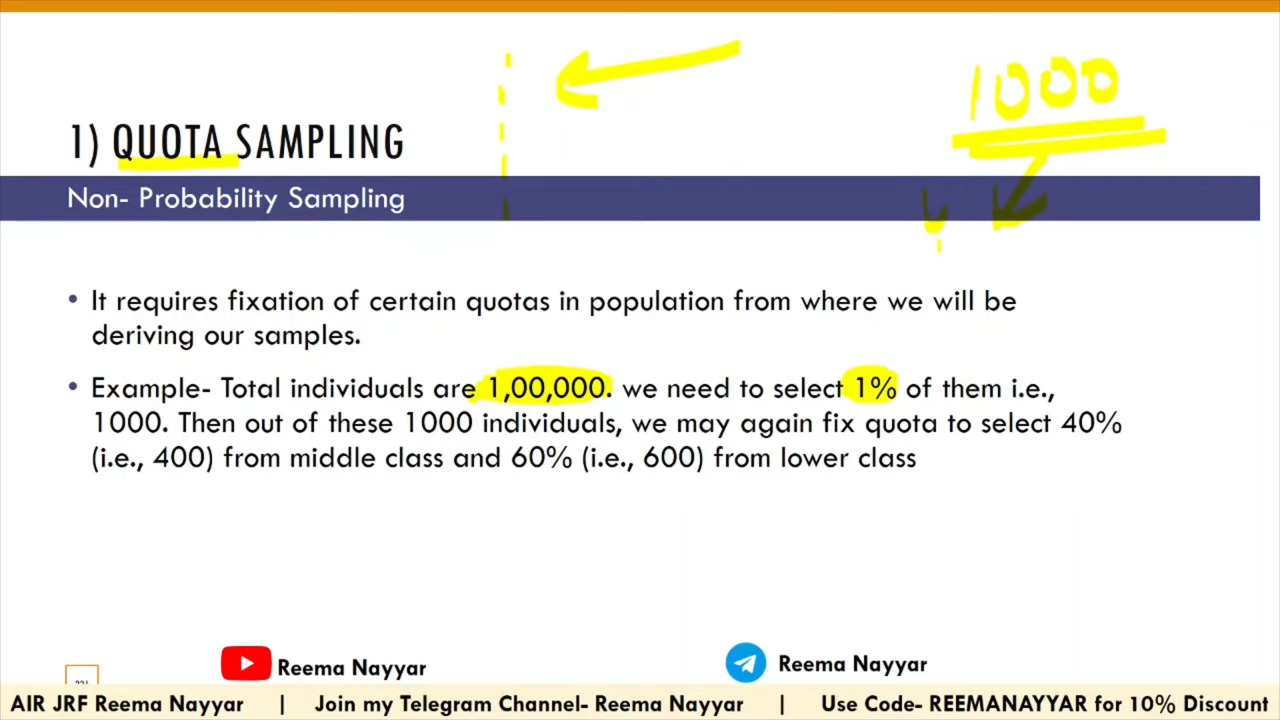 1000
1) QUOTA SAMPLING
Non- Probability Sampling
• It requires fixation of certain quotas in population from where we will be
deriving our samples.
• Example- Total individuals are 1,00,000. we need to select 1% of them i.e.,
1000. Then out of these 1000 individuals, we may again fix quota to select 40%
(i.e., 400) from middle class and 60% (i.e., 600) from lower class
Reema Nayyar
Reema Nayyar
AIR JRF Reema Nayyar | Join my Telegram Channel- Reema Nayyar | Use Code- REEMANAYYAR for 10% Discount